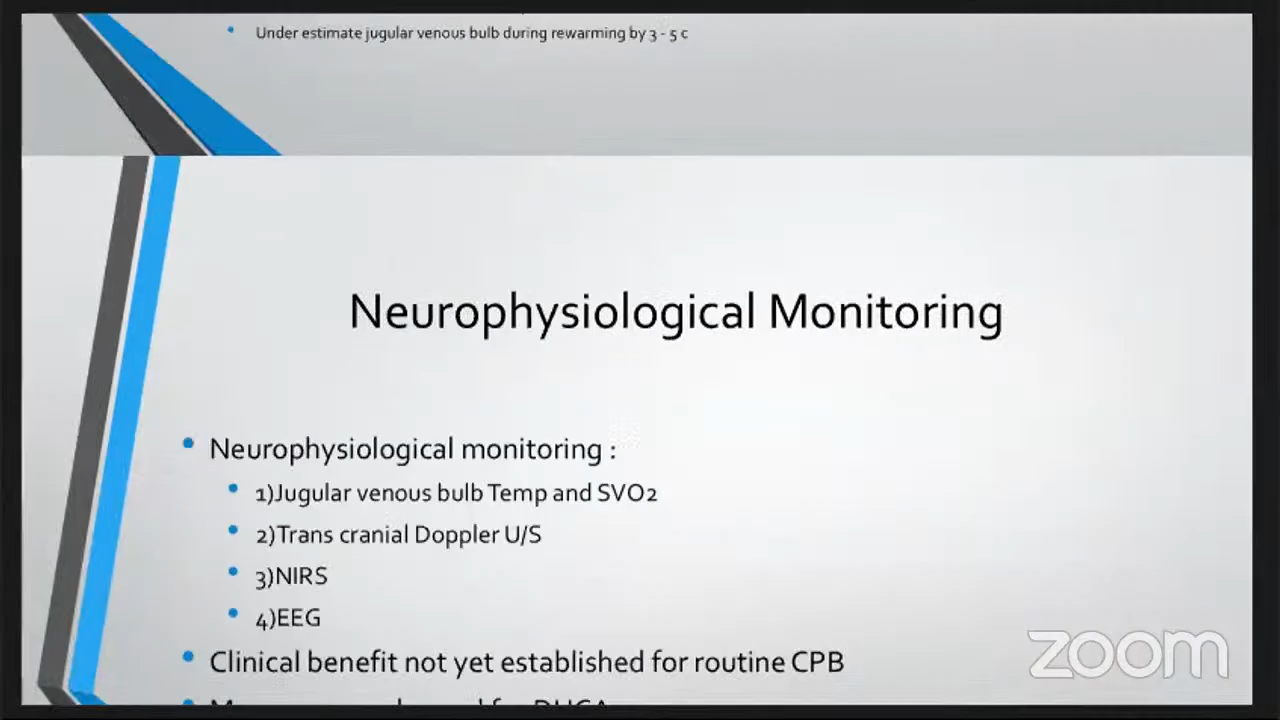 Under estimate jugular venous bulb during rewarming by 3 - 5 c
Neurophysiological Monitoring
Neurophysiological monitoring :
1)Jugular venous bulb Temp and SVO2
2)Trans cranial Doppler U/S
3)NIRS
4)EEG
Clinical benefit not yet established for routine CPB
zoom